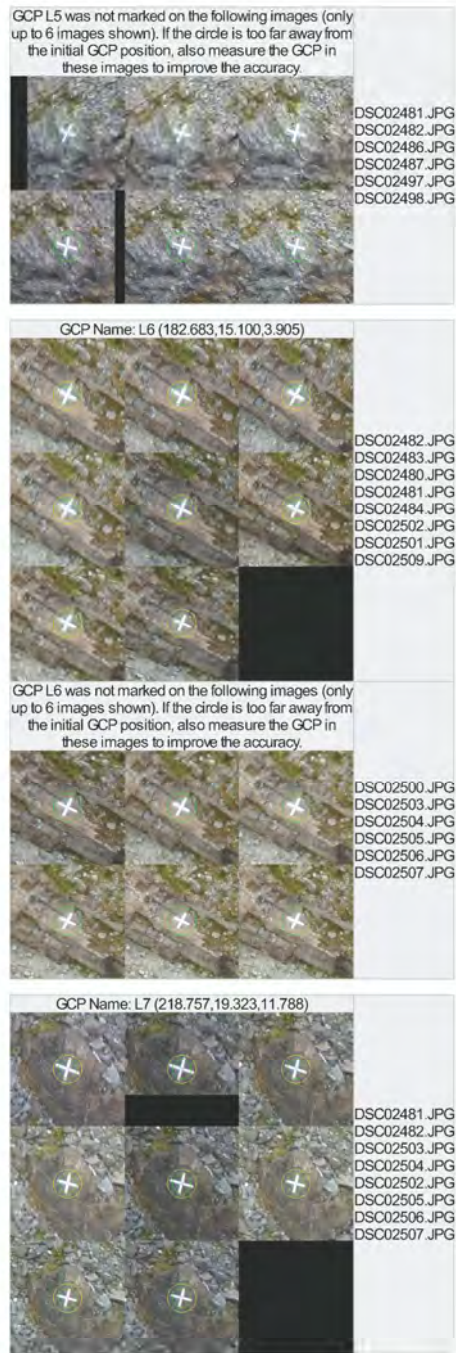 GCP L5 was not marked on the following images (only
up to 6 images shown). If the circle is too far away from
the initial GCP position, also measure the GCP in
these images to improve the accuracy.
DSC02481.JPG
DSC02482.JPG
DSC02486.JPG
DSC02487.JPG
DSC02497.JPG
DSC02498.JPG
GCP Name: L6 (182.683,15.100,3.905)
DSC02482.JPG
DSC02483.JPG
DSC02480.JPG
DSC02481.JPG
DSC02484.JPG
DSC02502.JPG
DSC02501.JPG
DSC02509.JPG
GCP L6 was not marked on the following images (only
up to 6 images shown). If the circle is too far away from
the initial GCP position, also measure the GCP in
these images to improve the accuracy.
DSC02500.JPG
DSC02503.JPG
DSC02504.JPG
DSC02505.JPG
DSC02506.JPG
DSC02507.JPG
GCP Name: L7 (218.757,19.323,11.788)
DSC02481.JPG
DSC02482.JPG
DSC02503.JPG
DSC02504.JPG
DSC02502.JPG
DSC02505.JPG
DSC02506.JPG
DSC02507.JPG